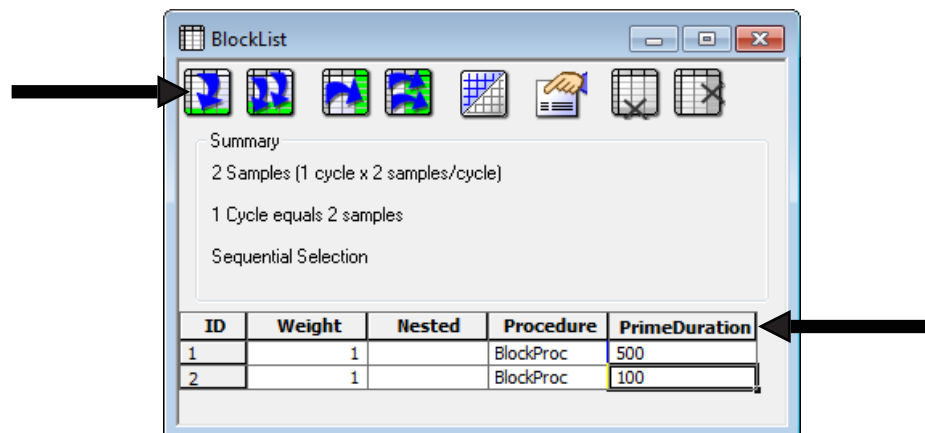 BlockList
Summary
2 Samples (1 cycle x 2 samples/cycle)
1 Cycle equals 2 samples
Sequential Selection
ID Weight Nested Procedure PrimeDuration
1 1 BlockProc 500
2 1 BlockProc 100